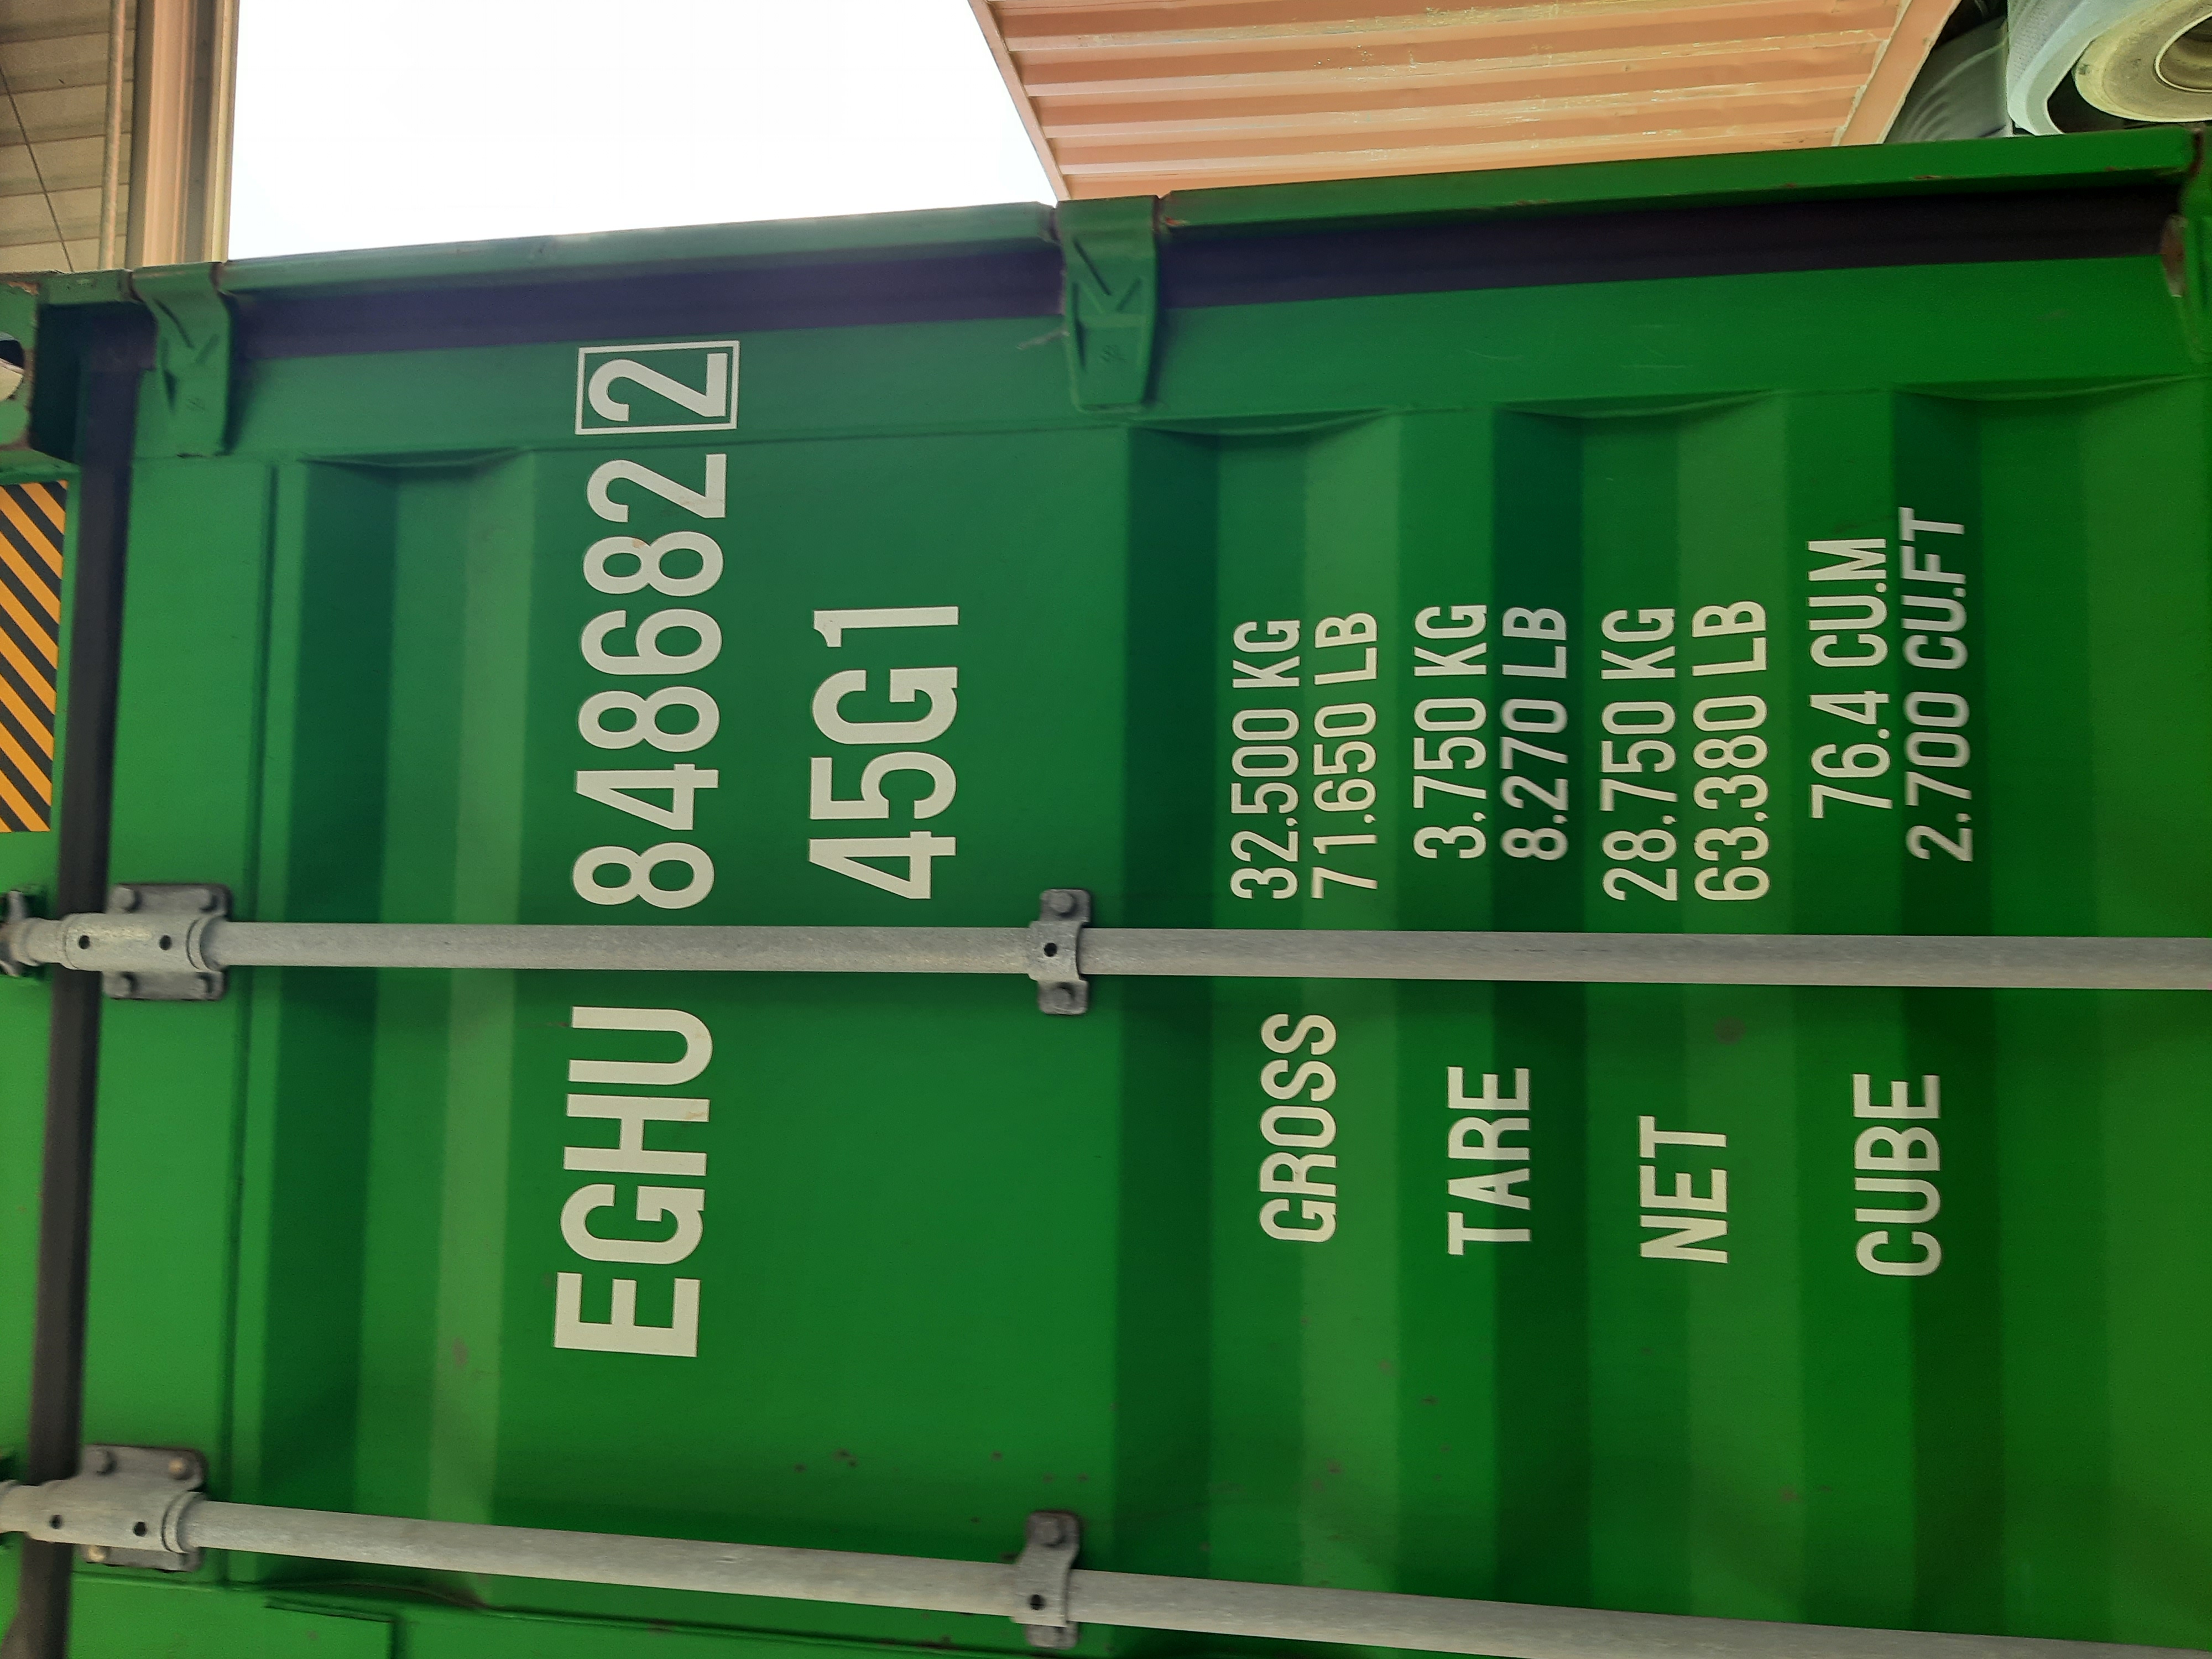 EGHU 848682 2
45G1
GROSS 32,500 KG
71,650 LB
TARE 3,750 KG
8,270 LB
NET 28,750 KG
63,380 LB
CUBE 76.4 CU.M
2,700 CU.FT